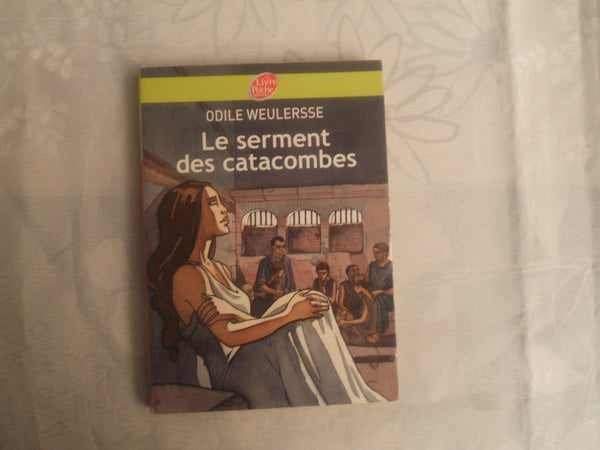 Livre
Poche
ODILE WEULERSSE
Le serment
des catacombes